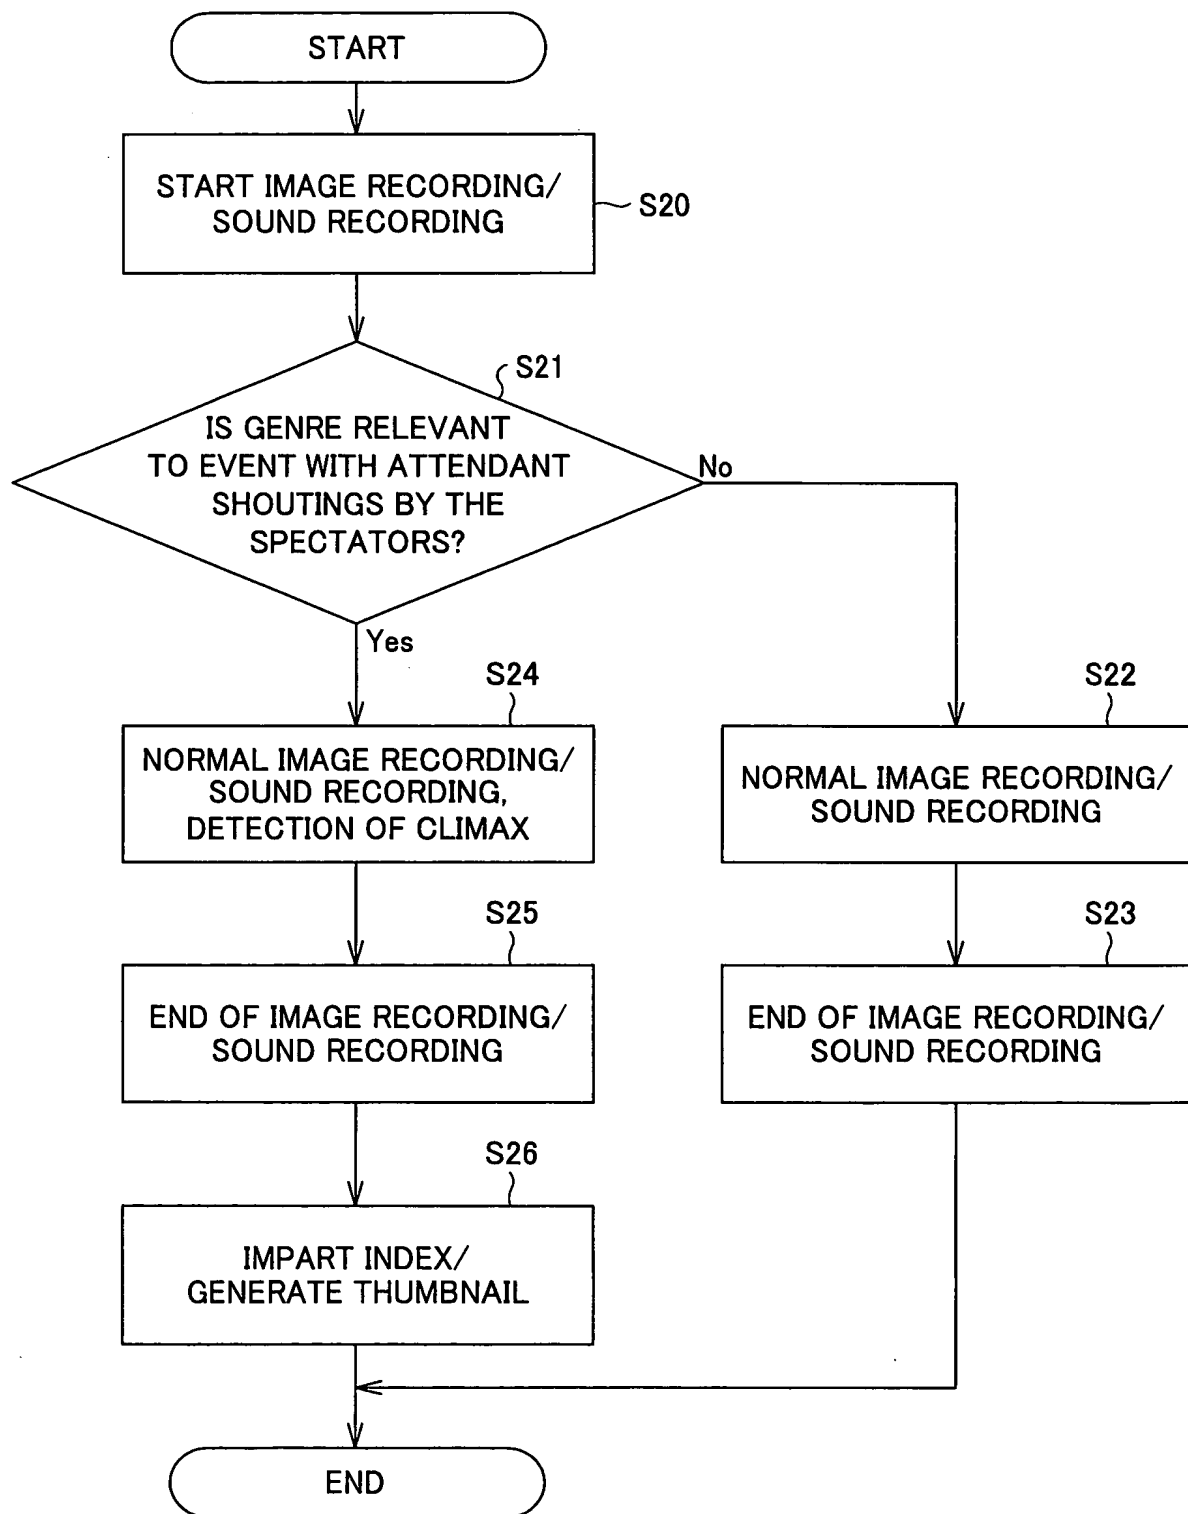 START
START IMAGE RECORDING/
SOUND RECORDING
S20
S21
IS GENRE RELEVANT
TO EVENT WITH ATTENDANT
SHOUTINGS BY THE
SPECTATORS?
No
Yes
S24
NORMAL IMAGE RECORDING/
SOUND RECORDING,
DETECTION OF CLIMAX
S22
NORMAL IMAGE RECORDING/
SOUND RECORDING
S25
END OF IMAGE RECORDING/
SOUND RECORDING
S23
END OF IMAGE RECORDING/
SOUND RECORDING
S26
IMPART INDEX/
GENERATE THUMBNAIL
END